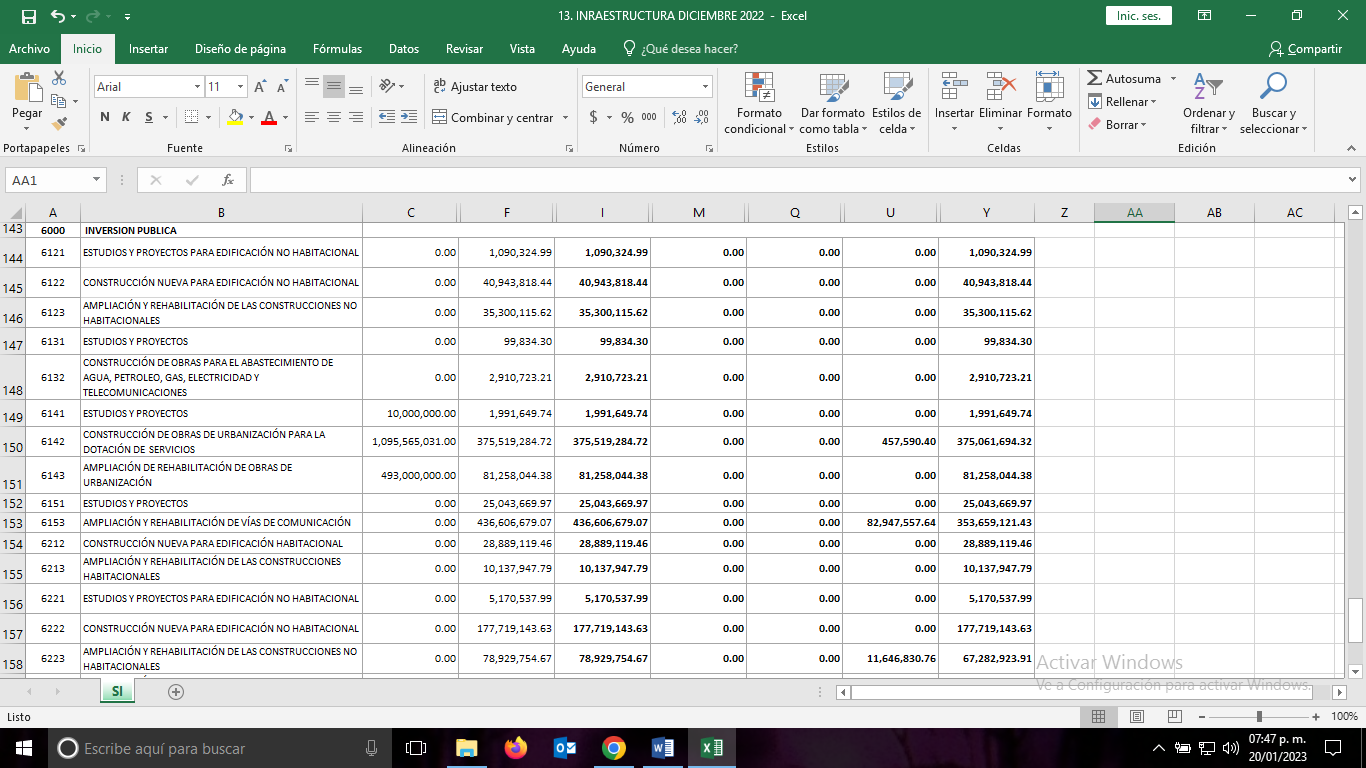 13. INRAESTRUCTURA DICIEMBRE 2022 - Excel
Inic. ses.
Archivo Inicio Insertar Diseño de página Fórmulas Datos Revisar Vista Ayuda ¿Qué desea hacer? Compartir
Pegar
Arial 11
N K S
Ajustar texto
Combinar y centrar
General
$ % 000
Formato condicional
Dar formato como tabla
Estilos de celda
Insertar Eliminar Formato
Autosuma
Rellenar
Borrar
Ordenar y filtrar
Buscar y seleccionar
Portapapeles Fuente Alineación Número Estilos Celdas Edición
AA1 fx
A B C F I M Q U Y Z AA AB AC
143 6000 INVERSION PUBLICA
144 6121 ESTUDIOS Y PROYECTOS PARA EDIFICACIÓN NO HABITACIONAL 0.00 1,090,324.99 1,090,324.99 0.00 0.00 0.00 1,090,324.99
145 6122 CONSTRUCCIÓN NUEVA PARA EDIFICACIÓN NO HABITACIONAL 0.00 40,943,818.44 40,943,818.44 0.00 0.00 0.00 40,943,818.44
146 6123 AMPLIACIÓN Y REHABILITACIÓN DE LAS CONSTRUCCIONES NO
HABITACIONALES 0.00 35,300,115.62 35,300,115.62 0.00 0.00 0.00 35,300,115.62
147 6131 ESTUDIOS Y PROYECTOS 0.00 99,834.30 99,834.30 0.00 0.00 0.00 99,834.30
148 6132 CONSTRUCCIÓN DE OBRAS PARA EL ABASTECIMIENTO DE
AGUA, PETROLEO, GAS, ELECTRICIDAD Y
TELECOMUNICACIONES 0.00 2,910,723.21 2,910,723.21 0.00 0.00 0.00 2,910,723.21
149 6141 ESTUDIOS Y PROYECTOS 10,000,000.00 1,991,649.74 1,991,649.74 0.00 0.00 0.00 1,991,649.74
150 6142 CONSTRUCCIÓN DE OBRAS DE URBANIZACIÓN PARA LA
DOTACIÓN DE SERVICIOS 1,095,565,031.00 375,519,284.72 375,519,284.72 0.00 0.00 457,590.40 375,061,694.32
151 6143 AMPLIACIÓN DE REHABILITACIÓN DE OBRAS DE
URBANIZACIÓN 493,000,000.00 81,258,044.38 81,258,044.38 0.00 0.00 0.00 81,258,044.38
152 6151 ESTUDIOS Y PROYECTOS 0.00 25,043,669.97 25,043,669.97 0.00 0.00 0.00 25,043,669.97
153 6153 AMPLIACIÓN Y REHABILITACIÓN DE VÍAS DE COMUNICACIÓN 0.00 436,606,679.07 436,606,679.07 0.00 0.00 82,947,557.64 353,659,121.43
154 6212 CONSTRUCCIÓN NUEVA PARA EDIFICACIÓN HABITACIONAL 0.00 28,889,119.46 28,889,119.46 0.00 0.00 0.00 28,889,119.46
155 6213 AMPLIACIÓN Y REHABILITACIÓN DE LAS CONSTRUCCIONES
HABITACIONALES 0.00 10,137,947.79 10,137,947.79 0.00 0.00 0.00 10,137,947.79
156 6221 ESTUDIOS Y PROYECTOS PARA EDIFICACIÓN NO HABITACIONAL 0.00 5,170,537.99 5,170,537.99 0.00 0.00 0.00 5,170,537.99
157 6222 CONSTRUCCIÓN NUEVA PARA EDIFICACIÓN NO HABITACIONAL 0.00 177,719,143.63 177,719,143.63 0.00 0.00 0.00 177,719,143.63
158 6223 AMPLIACIÓN Y REHABILITACIÓN DE LAS CONSTRUCCIONES NO
HABITACIONALES 0.00 78,929,754.67 78,929,754.67 0.00 0.00 11,646,830.76 67,282,923.91
Activar Windows
Ve a Configuración para activar Windows.
SI
Listo 100%
Escribe aquí para buscar
07:47 p. m.
20/01/2023